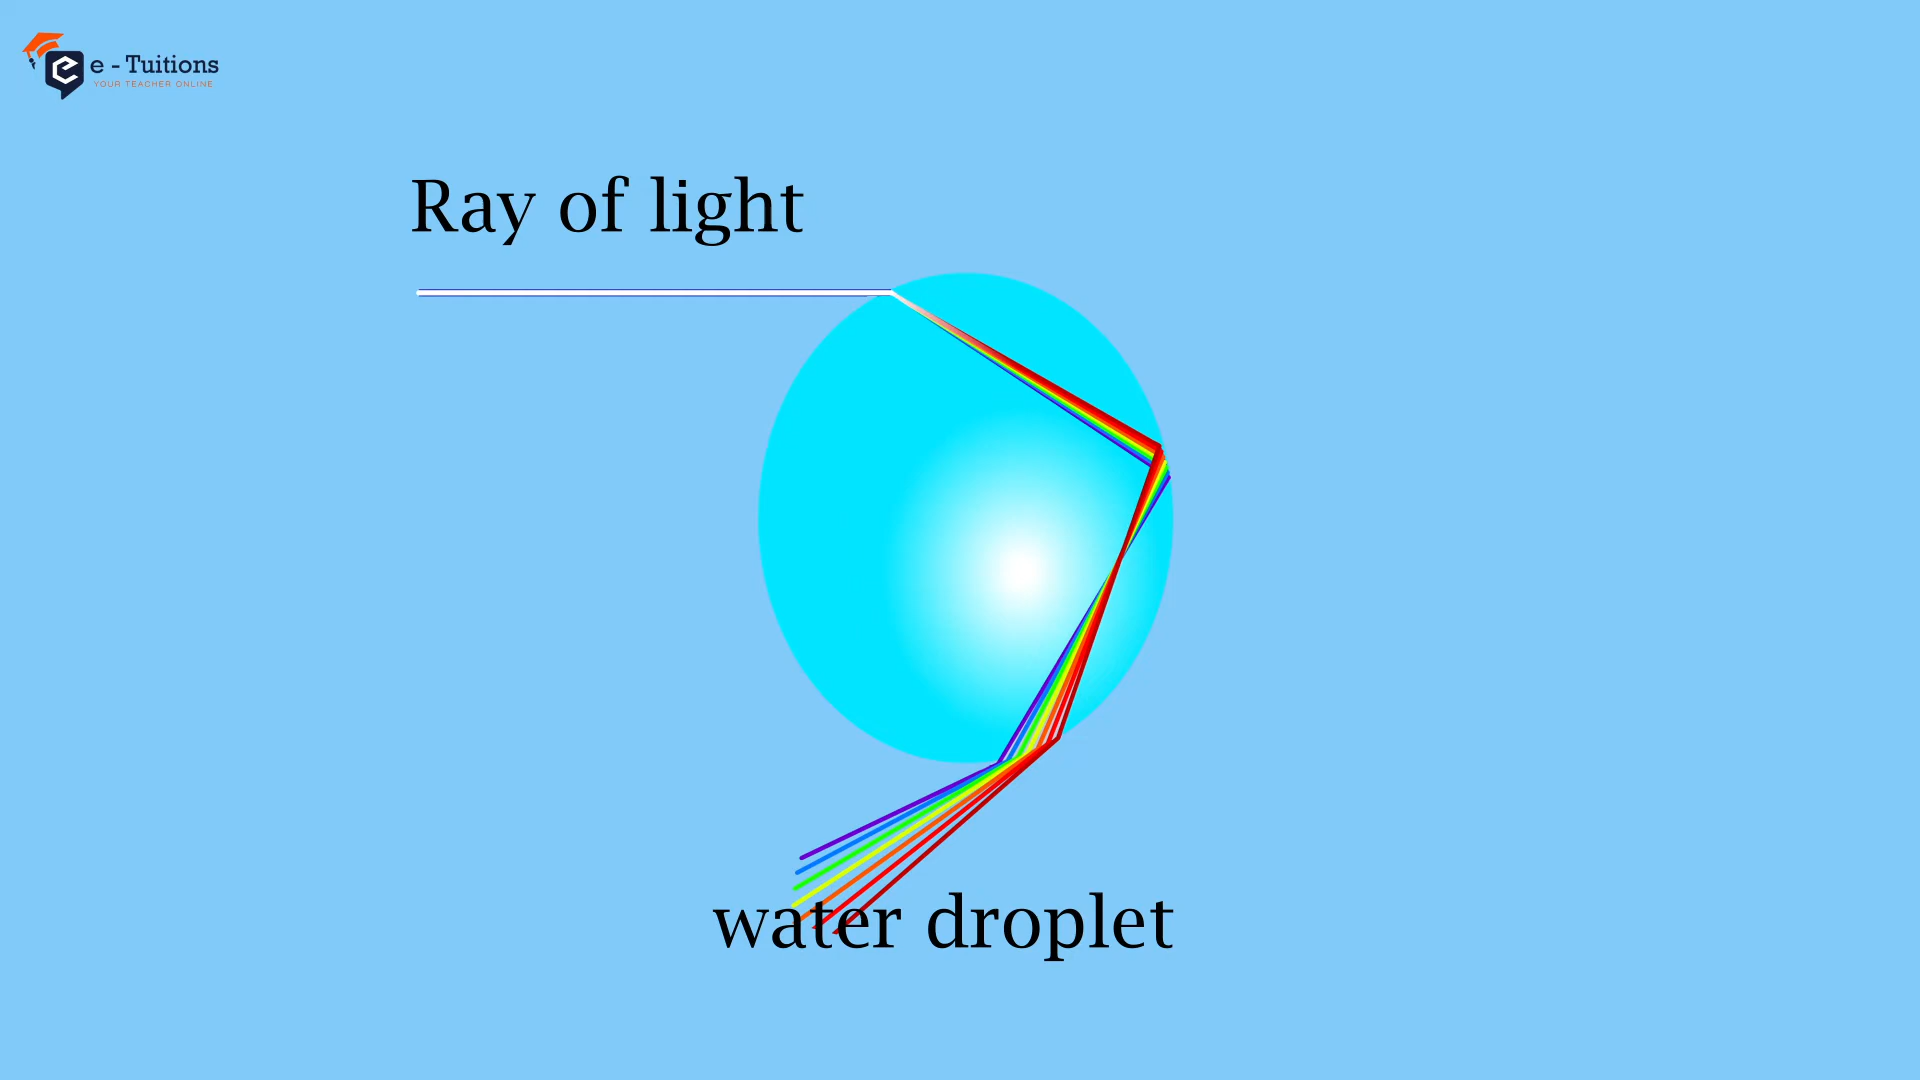 e - Tuitions
YOUR TEACHER ONLINE
Ray of light
water droplet